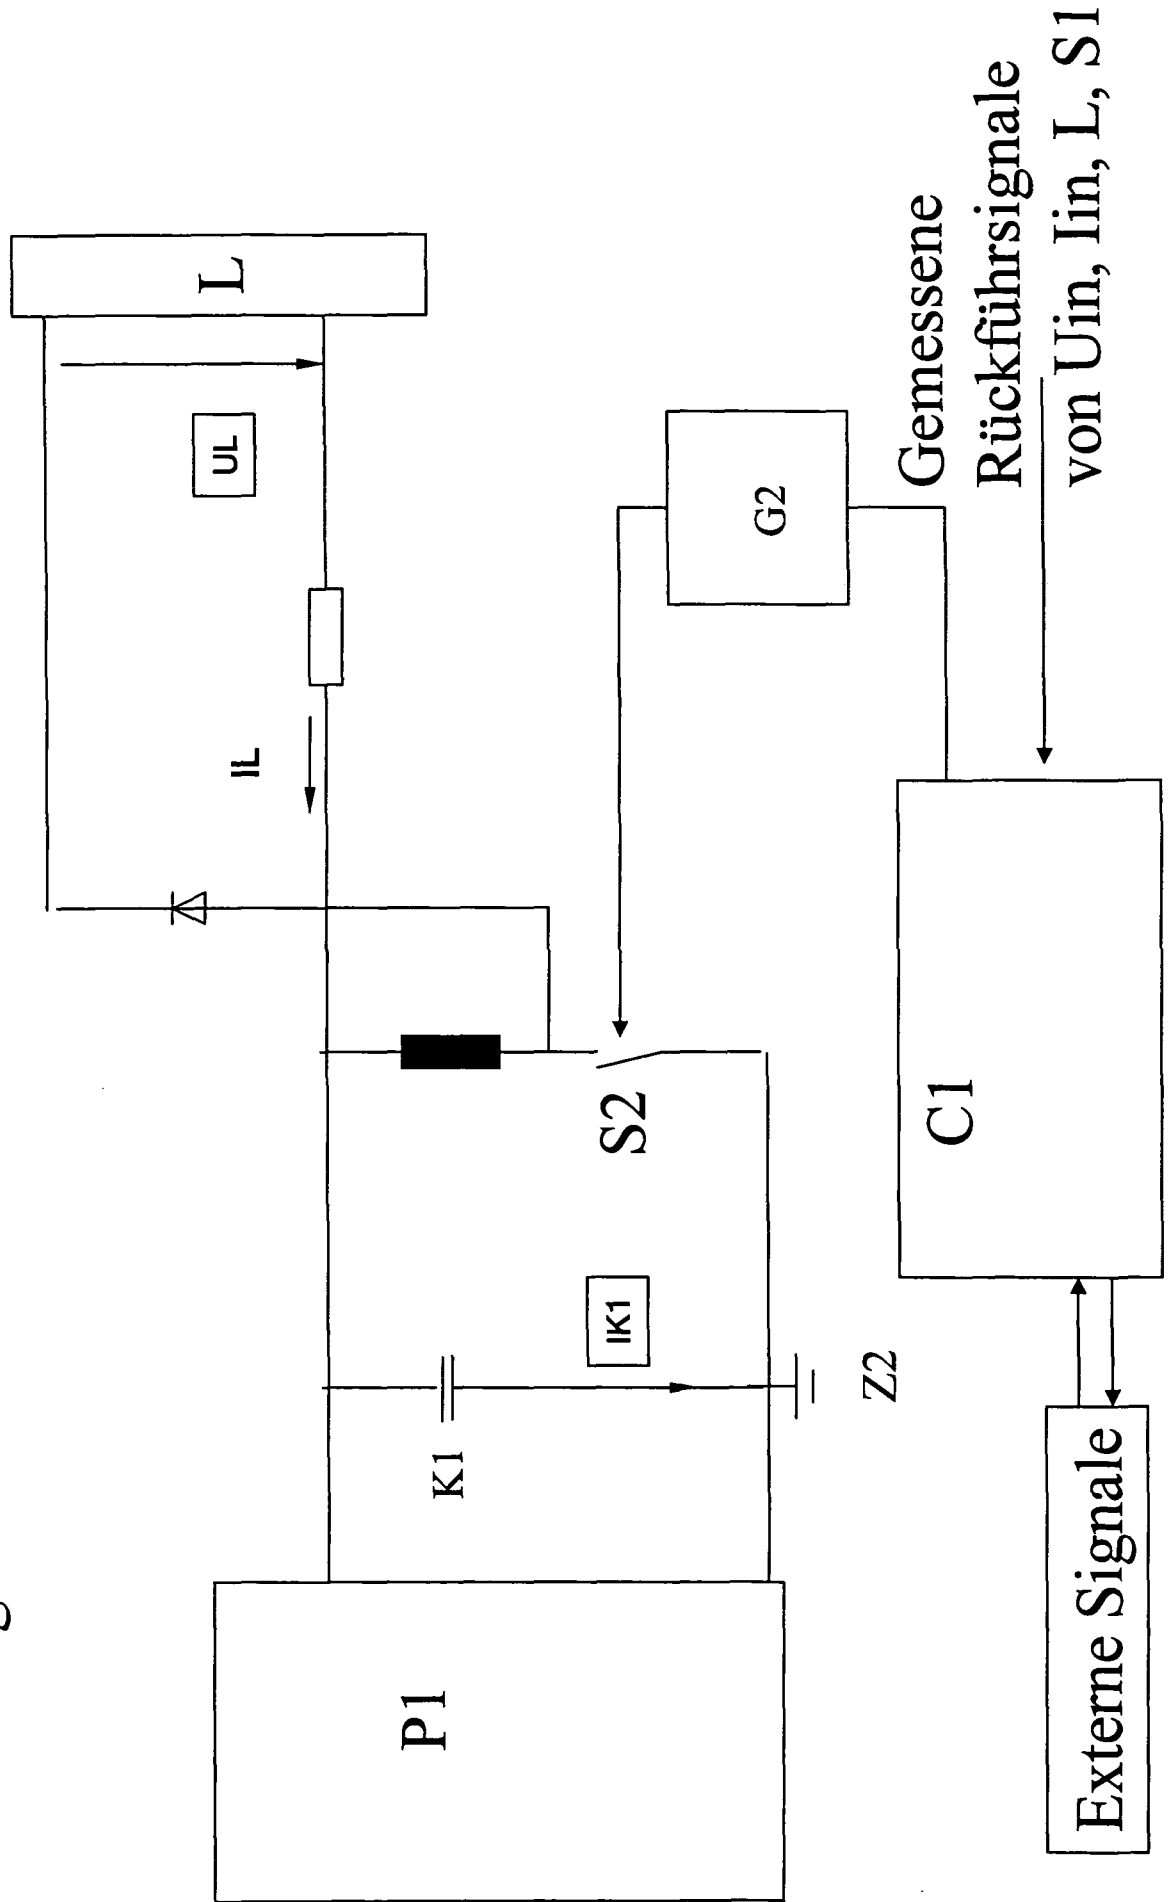 L
UL
IL
G2
Gemessene
Rückführsignale
von Uin, Iin, L, S1
S2
K1
IK1
Z2
P1
C1
Externe Signale